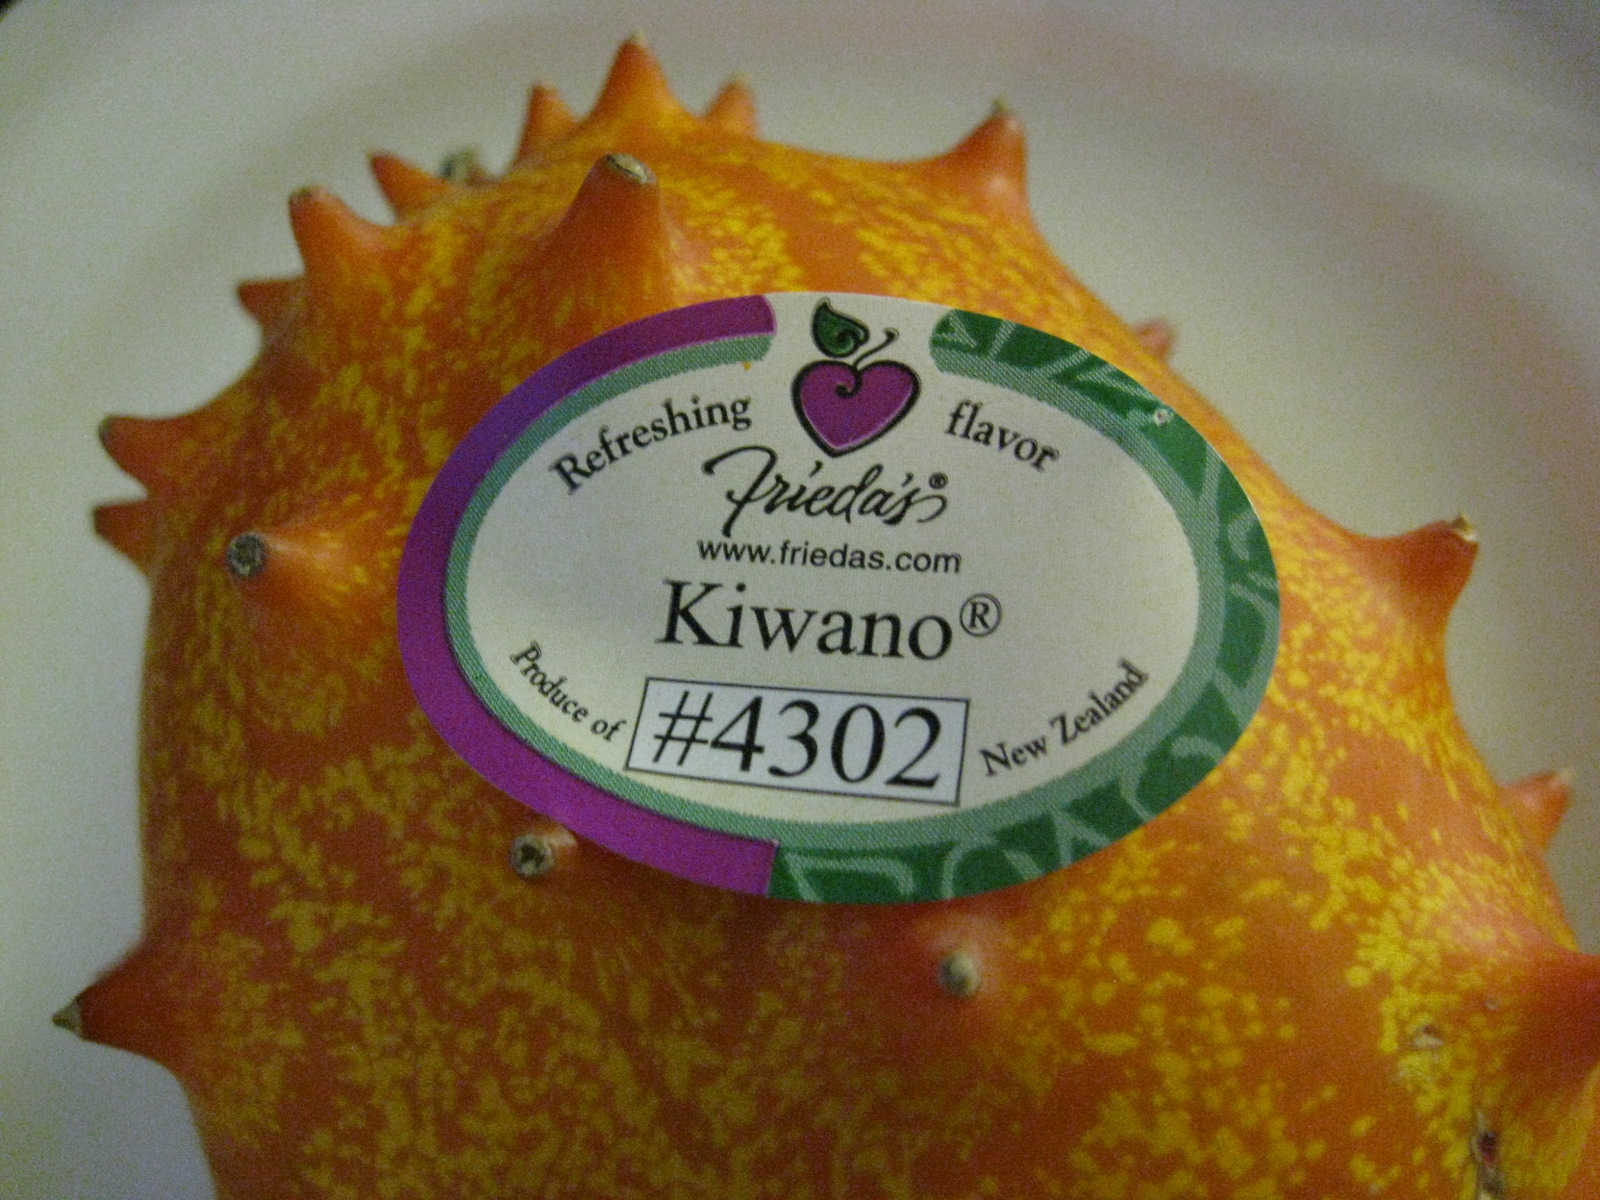 Refreshing flavor
Frieda's®
www.friedas.com
Kiwano®
#4302
Produce of New Zealand